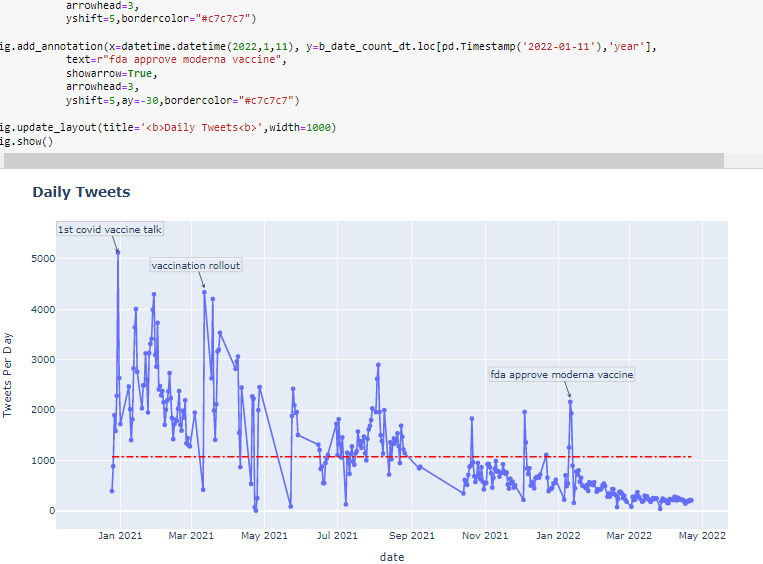 arrowhead=3,
yshift=5,bordercolor="#c7c7c7")
ig.add_annotation(x=datetime.datetime(2022,1,11), y=b_date_count_dt.loc[pd.Timestamp('2022-01-11'),'year'],
text=r"fda approve moderna vaccine",
showarrow=True,
arrowhead=3,
yshift=5,ay=-30,bordercolor="#c7c7c7")
ig.update_layout(title='<b>Daily Tweets<b>',width=1000)
ig.show()
Daily Tweets
1st covid vaccine talk
vaccination rollout
fda approve moderna vaccine
Tweets Per Day
5000
4000
3000
2000
1000
0
Jan 2021 Mar 2021 May 2021 Jul 2021 Sep 2021 Nov 2021 Jan 2022 Mar 2022 May 2022
date